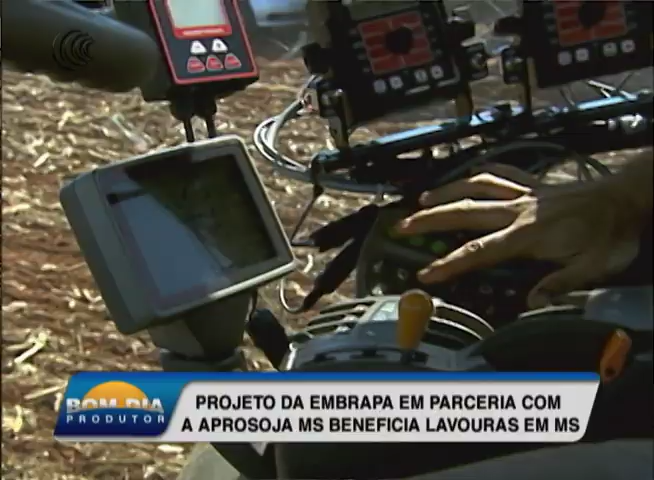 BOM DIA
PRODUTOR
PROJETO DA EMBRAPA EM PARCERIA COM
A APROSOJA MS BENEFICIA LAVOURAS EM MS